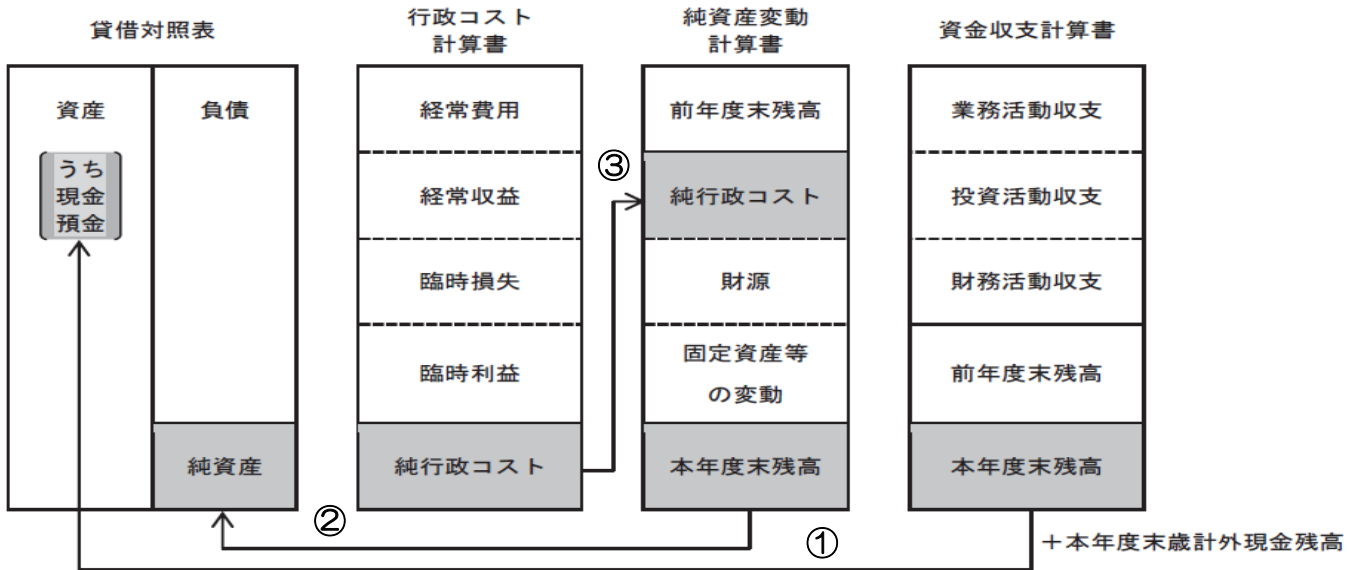 貸借対照表
資産
うち
現金
預金
負債
純資産
行政コスト
計算書
経常費用
経常収益
臨時損失
臨時利益
純行政コスト
純資産変動
計算書
前年度末残高
純行政コスト
財源
固定資産等
の変動
本年度末残高
資金収支計算書
業務活動収支
投資活動収支
財務活動収支
前年度末残高
本年度末残高
③
②
①
＋本年度末歳計外現金残高